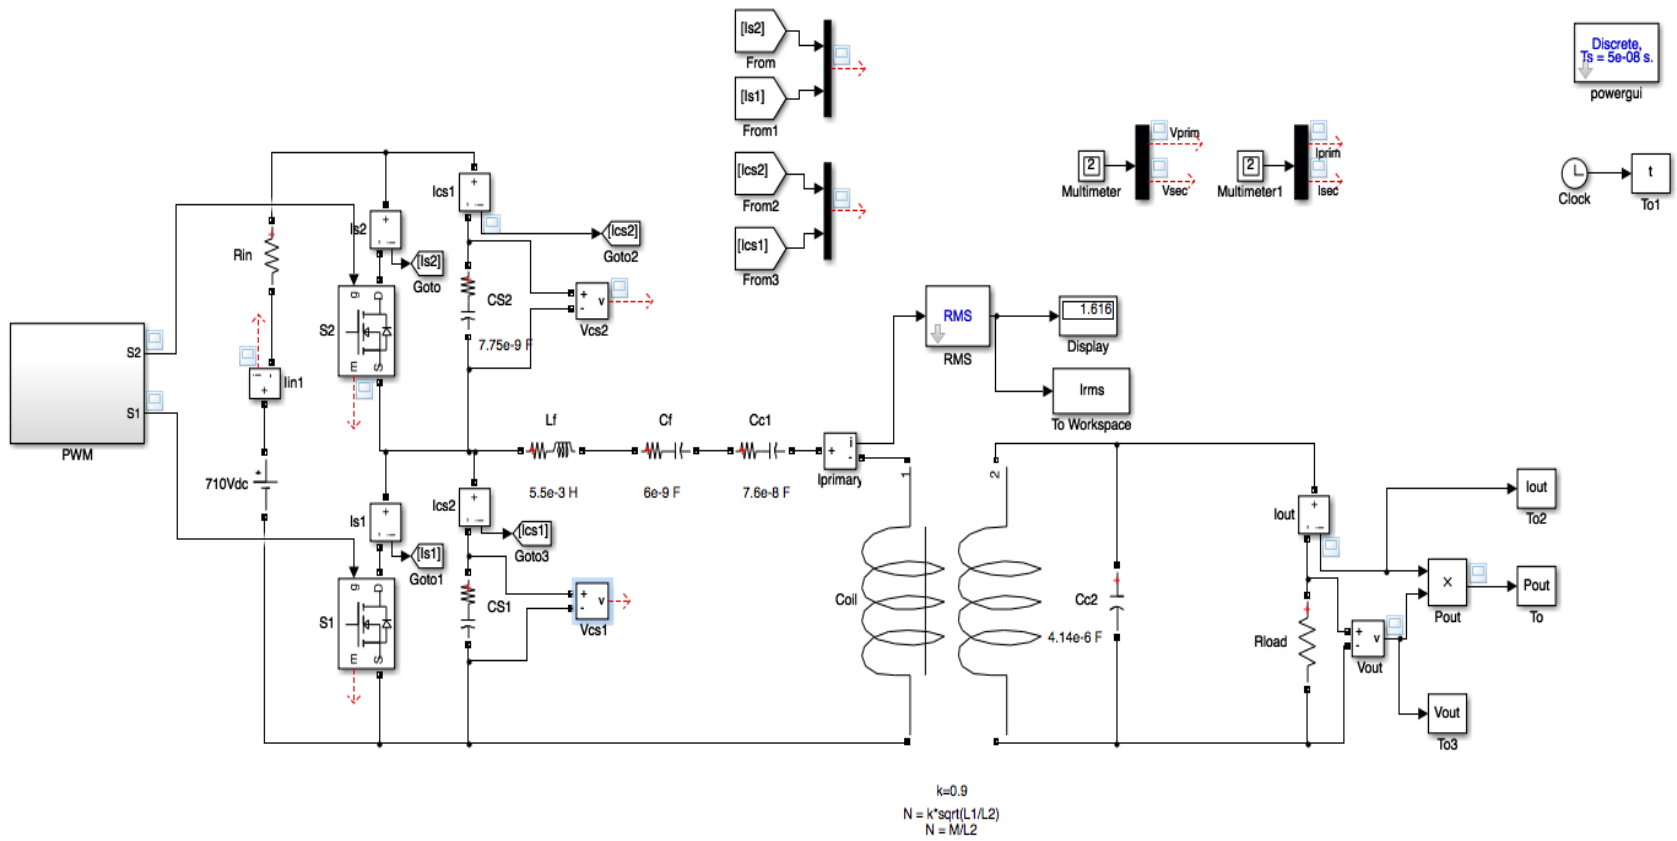 [Is2]
From
[Is1]
From1
[Ics2]
From2
[Ics1]
From3
Discrete,
Ts = 5e-08 s.
powergui
2
Multimeter
Vprim
Vsec
2
Multimeter1
Iprim
Isec
Clock
t
To1
S2
S1
PWM
Rin
Iin1
710Vdc
Is2
[Is2]
Goto
g
D
S2
m
S
Ics1
[Ics2]
Goto2
CS2
7.75e-9 F
v
Vcs2
Is1
[Is1]
Goto1
g
D
S1
m
S
Ics2
[Ics1]
Goto3
CS1
v
Vcs1
Lf
5.5e-3 H
Cf
6e-9 F
Cc1
7.6e-8 F
i
Iprimary
RMS
RMS
1.616
Display
Irms
To Workspace
1
2
Coil
Cc2
4.14e-6 F
Iout
Rload
v
Vout
Iout
To2
X
Pout
Pout
To
Vout
To3
k=0.9
N = k*sqrt(L1/L2)
N = M/L2